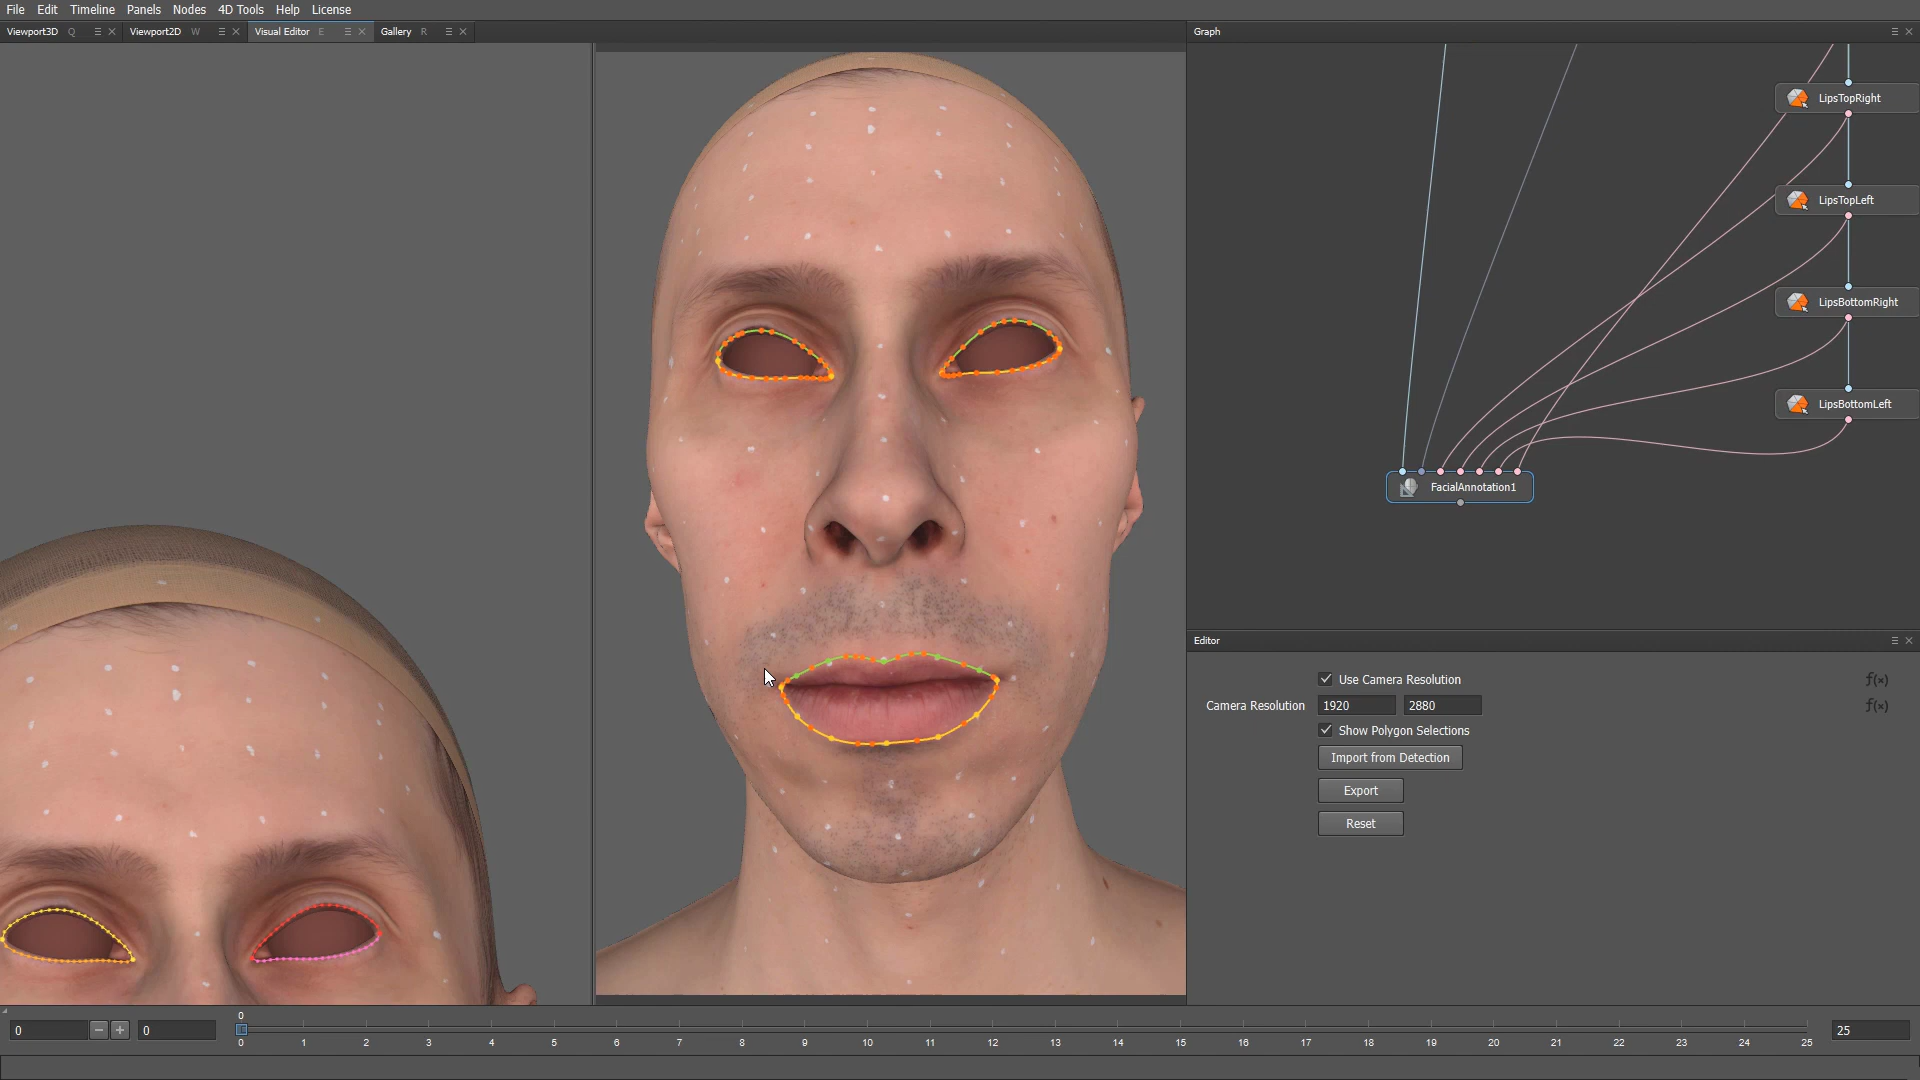 File Edit Timeline Panels Nodes 4D Tools Help License
Viewport3D Q Viewport2D W Visual Editor E Gallery R Graph
LipsTopRight
LipsTopLeft
LipsBottomRight
LipsBottomLeft
FacialAnnotation1
Editor
Use Camera Resolution f(x)
Camera Resolution 1920 2880 f(x)
Show Polygon Selections
Import from Detection
Export
Reset
0
0 0 25
0 1 2 3 4 5 6 7 8 9 10 11 12 13 14 15 16 17 18 19 20 21 22 23 24 25